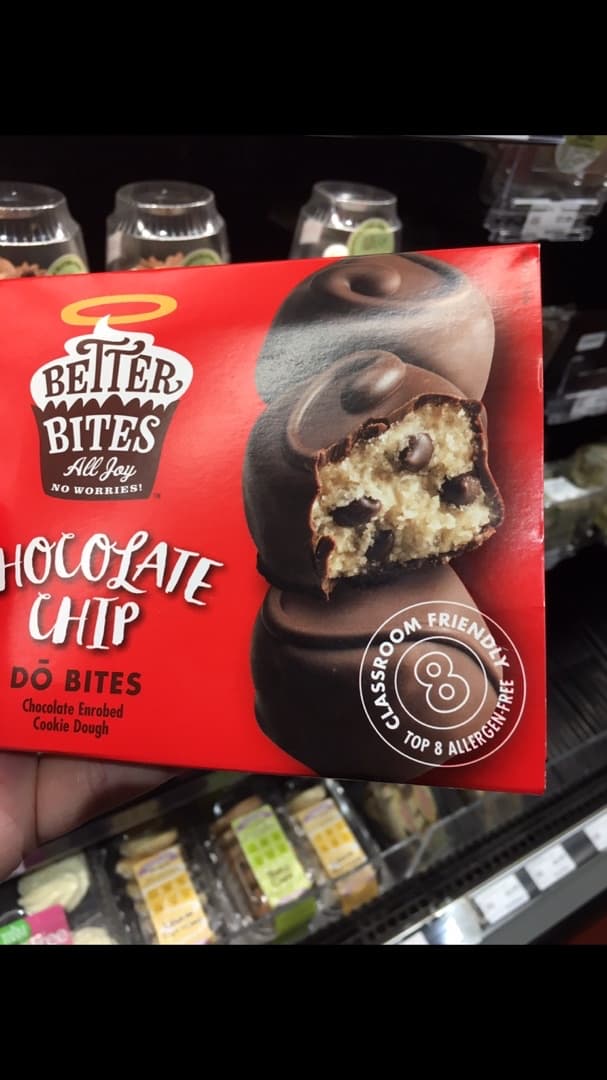 BETTER
BITES
All Joy
NO WORRIES!
HOCOLATE
CHIP
DŌ BITES
Chocolate Enrobed
Cookie Dough
CLASSROOM FRIENDLY
8
TOP 8 ALLERGEN-FREE